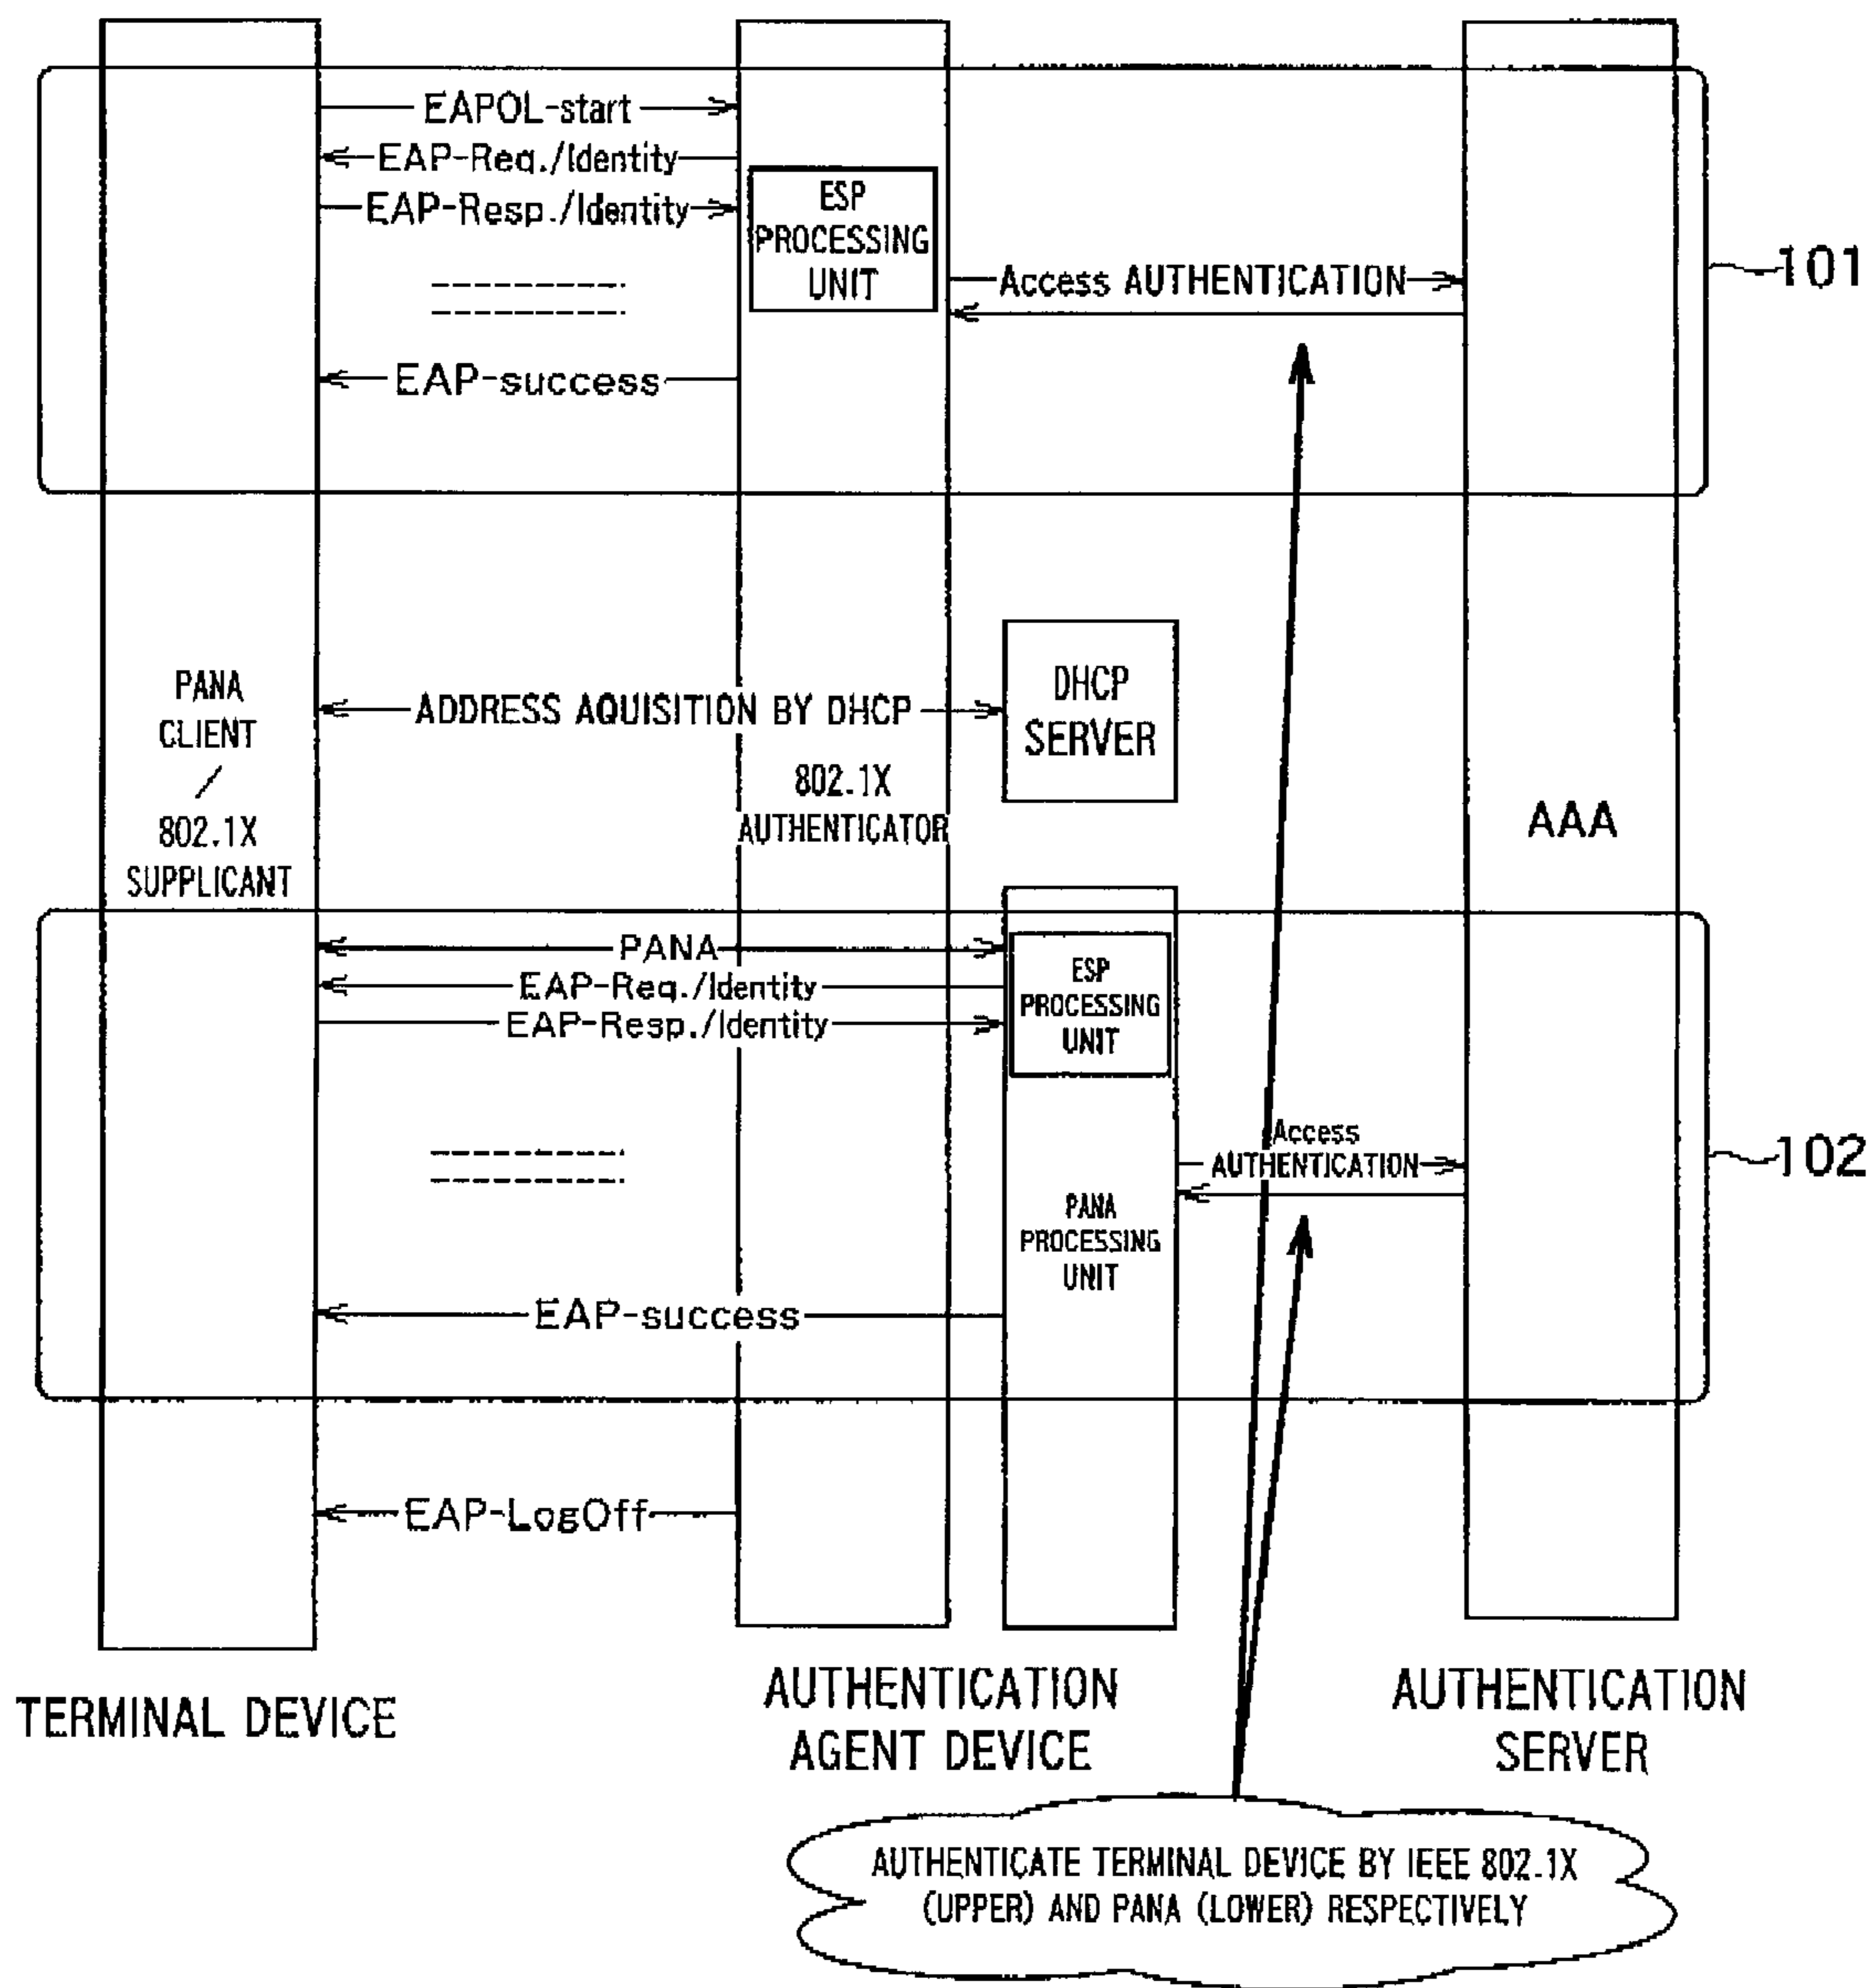 EAPOL-start
EAP-Req./Identity
EAP-Resp./Identity
ESP
PROCESSING
UNIT
Access AUTHENTICATION
101
EAP-success
PANA
CLIENT
/
802.1X
SUPPLICANT
ADDRESS AQUISITION BY DHCP
802.1X
AUTHENTICATOR
DHCP
SERVER
AAA
PANA
EAP-Req./Identity
EAP-Resp./Identity
ESP
PROCESSING
UNIT
Access
AUTHENTICATION
102
PANA
PROCESSING
UNIT
EAP-success
EAP-LogOff
TERMINAL DEVICE
AUTHENTICATION
AGENT DEVICE
AUTHENTICATION
SERVER
AUTHENTICATE TERMINAL DEVICE BY IEEE 802.1X
(UPPER) AND PANA (LOWER) RESPECTIVELY